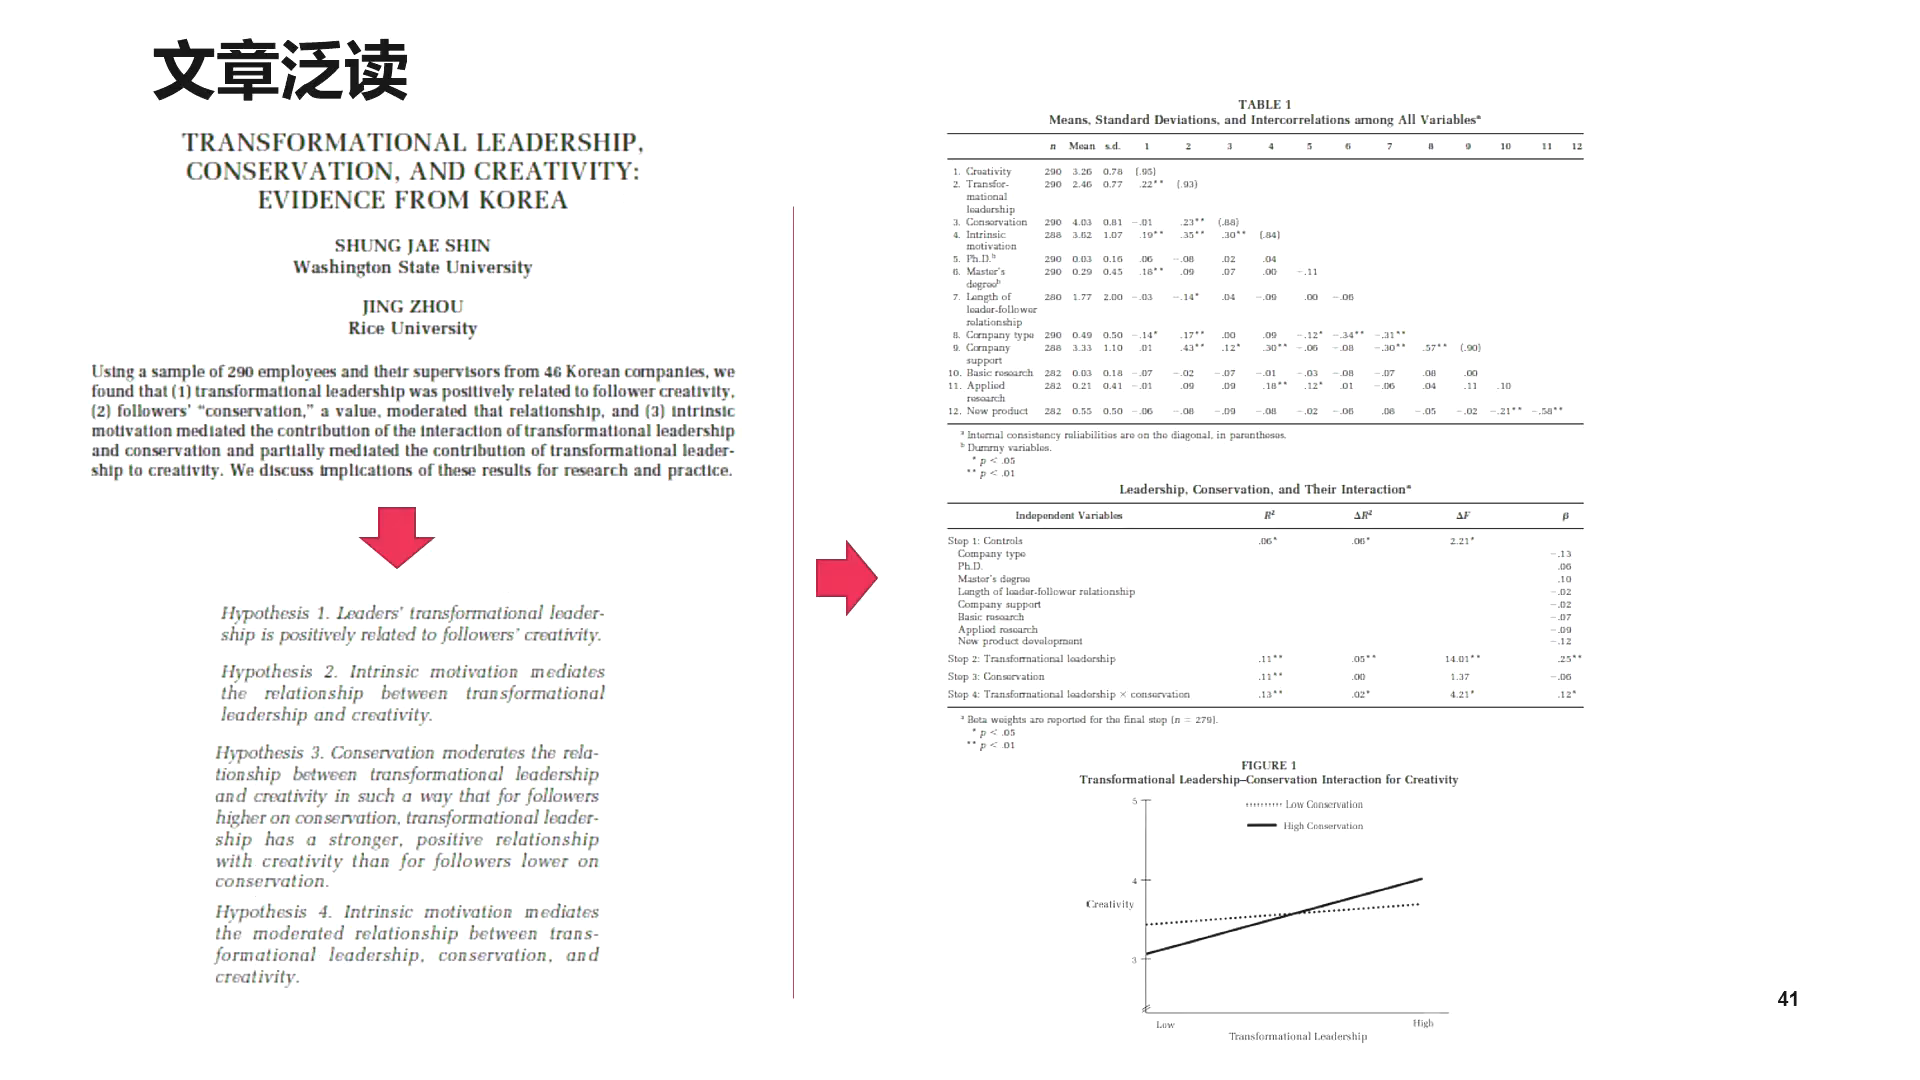 文章泛读
TRANSFORMATIONAL LEADERSHIP,
CONSERVATION, AND CREATIVITY:
EVIDENCE FROM KOREA
SHUNG JAE SHIN
Washington State University
JING ZHOU
Rice University
Using a sample of 290 employees and their supervisors from 46 Korean companies, we
found that (1) transformational leadership was positively related to follower creativity,
(2) followers' “conservation,” a value, moderated that relationship, and (3) intrinsic
motivation mediated the contribution of the interaction of transformational leadership
and conservation and partially mediated the contribution of transformational leader-
ship to creativity. We discuss implications of these results for research and practice.
Hypothesis 1. Leaders' transformational leader-
ship is positively related to followers' creativity.
Hypothesis 2. Intrinsic motivation mediates
the relationship between transformational
leadership and creativity.
Hypothesis 3. Conservation moderates the rela-
tionship between transformational leadership
and creativity in such a way that for followers
higher on conservation, transformational leader-
ship has a stronger, positive relationship
with creativity than for followers lower on
conservation.
Hypothesis 4. Intrinsic motivation mediates
the moderated relationship between trans-
formational leadership, conservation, and
creativity.
TABLE 1
Means, Standard Deviations, and Intercorrelations among All Variablesᵃ
n Mean s.d. 1 2 3 4 5 6 7 8 9 10 11 12
1. Creativity 290 3.26 0.78 (.95)
2. Transfor- 290 2.46 0.77 .22** (.93)
mational
leadership
3. Conservation 290 4.03 0.81 −.01 .23** (.88)
4. Intrinsic 288 3.62 1.07 .19** .35** .30** (.84)
motivation
5. Ph.D.ᵇ 290 0.03 0.16 .06 −.08 .02 .04
6. Master's 290 0.29 0.45 .18** .09 .07 .00 −.11
degreeᵇ
7. Length of 280 1.77 2.00 −.03 −.14* .04 −.09 .00 −.06
leader-follower
relationship
8. Company type 290 0.49 0.50 −.14* .17** .00 .09 −.12* −.34** −.31**
9. Company 288 3.33 1.10 .01 .43** .12* .30** −.06 −.08 −.30** .57** (.90)
support
10. Basic research 282 0.03 0.18 −.07 −.02 −.07 −.01 −.03 −.08 −.07 .08 .00
11. Applied 282 0.21 0.41 −.01 .09 .09 .18** .12* .01 −.06 .04 .11 .10
research
12. New product 282 0.55 0.50 −.06 −.08 −.09 −.08 −.02 −.06 .08 −.05 −.02 −.21** −.58**
ᵃ Internal consistency reliabilities are on the diagonal, in parentheses.
ᵇ Dummy variables.
* p < .05
** p < .01
Leadership, Conservation, and Their Interactionᵃ
Independent Variables R² ΔR² ΔF β
Step 1: Controls .06* .06* 2.21*
Company type −.13
Ph.D. .06
Master's degree .10
Length of leader-follower relationship −.02
Company support −.02
Basic research −.07
Applied research −.09
New product development −.12
Step 2: Transformational leadership .11** .05** 14.01** .25**
Step 3: Conservation .11** .00 1.37 −.06
Step 4: Transformational leadership × conservation .13** .02* 4.21* .12*
ᵃ Beta weights are reported for the final step (n = 279).
* p < .05
** p < .01
FIGURE 1
Transformational Leadership–Conservation Interaction for Creativity
5
Low Conservation
High Conservation
4
Creativity
3
Low
High
Transformational Leadership
41